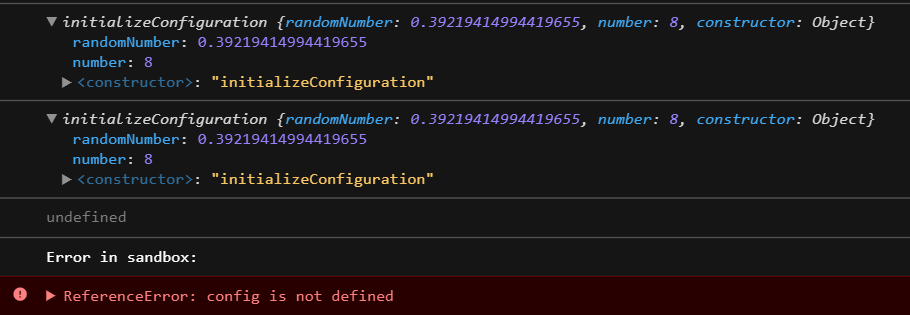 ▼ initializeConfiguration {randomNumber: 0.39219414994419655, number: 8, constructor: Object}
randomNumber: 0.39219414994419655
number: 8
▶ <constructor>: "initializeConfiguration"
▼ initializeConfiguration {randomNumber: 0.39219414994419655, number: 8, constructor: Object}
randomNumber: 0.39219414994419655
number: 8
▶ <constructor>: "initializeConfiguration"
undefined
Error in sandbox:
▶ ReferenceError: config is not defined